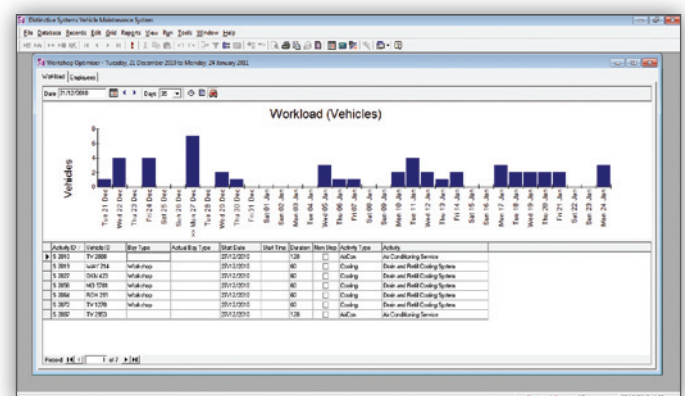 Distinctive Systems Vehicle Maintenance System
File Database Records Edit Grid Reports View Run Tools Window Help
Workshop Optimiser - Tuesday, 21 December 2010 to Monday, 24 January 2011
Workload Employees
Date 21/12/2010 Days 35
Workload (Vehicles)
Vehicles
8
6
4
2
0
Tue 21 Dec
Wed 22 Dec
Thu 23 Dec
Fri 24 Dec
Sat 25 Dec
Sun 26 Dec
>> Mon 27 Dec
Tue 28 Dec
Wed 29 Dec
Thu 30 Dec
Fri 31 Dec
Sat 01 Jan
Sun 02 Jan
Mon 03 Jan
Tue 04 Jan
Wed 05 Jan
Thu 06 Jan
Fri 07 Jan
Sat 08 Jan
Sun 09 Jan
Mon 10 Jan
Tue 11 Jan
Wed 12 Jan
Thu 13 Jan
Fri 14 Jan
Sat 15 Jan
Sun 16 Jan
Mon 17 Jan
Tue 18 Jan
Wed 19 Jan
Thu 20 Jan
Fri 21 Jan
Sat 22 Jan
Sun 23 Jan
Mon 24 Jan
Activity ID Vehicle ID Bay Type Actual Bay Type Start Date Start Time Duration Non Stop Activity Type Activity
27/12/2010 120 AirCon Air Conditioning Service
Workshop 27/12/2010 60 Cooling Drain and Refill Cooling System
Workshop 27/12/2010 60 Cooling Drain and Refill Cooling System
Workshop 27/12/2010 60 Cooling Drain and Refill Cooling System
Workshop 27/12/2010 60 Cooling Drain and Refill Cooling System
Workshop 27/12/2010 60 Cooling Drain and Refill Cooling System
27/12/2010 120 AirCon Air Conditioning Service
Record 1 of 7